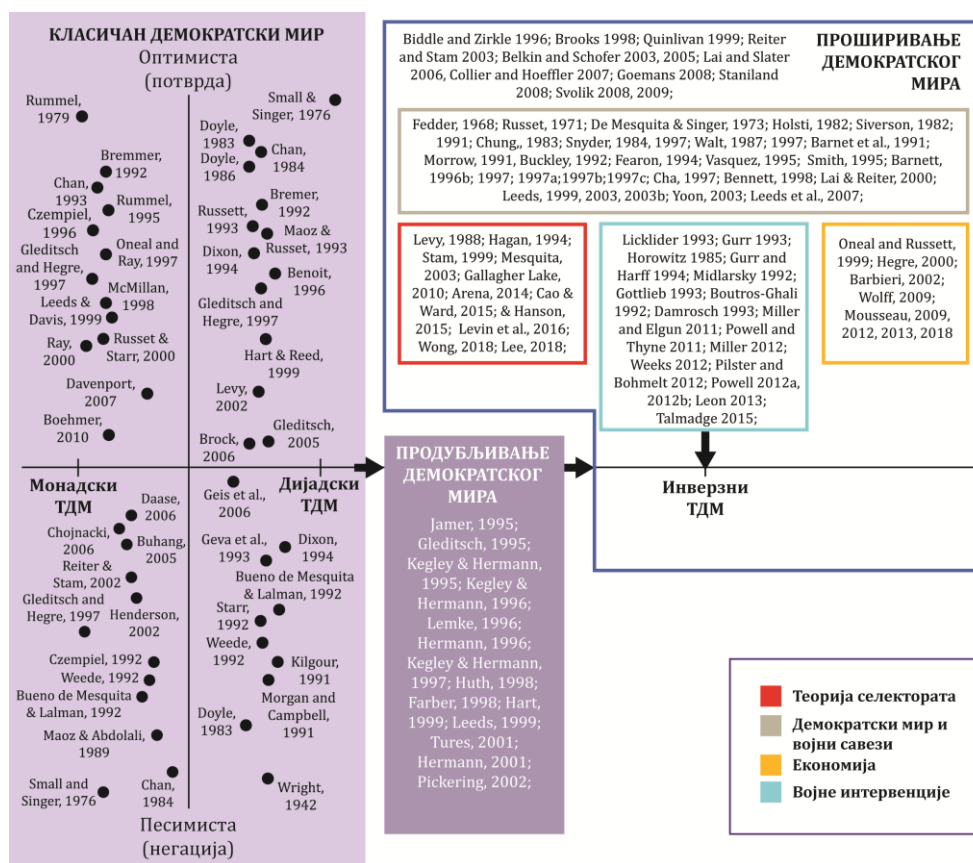 КЛАСИЧАН ДЕМОКРАТСКИ МИР
Оптимиста
(потврда)
Rummel,
1979
Bremmer,
1992
Chan,
1993
Rummel,
1995
Czempiel,
1996
Gleditsch
and Hegre,
1997
Oneal and
Ray, 1997
McMillan,
1998
Leeds &
Davis, 1999
Ray,
2000
Russet &
Starr, 2000
Davenport,
2007
Boehmer,
2010
Small &
Singer, 1976
Doyle,
1983
Doyle,
1986
Chan,
1984
Bremer,
1992
Russett,
1993
Maoz &
Russet, 1993
Dixon,
1994
Benoit,
1996
Gleditsch and
Hegre, 1997
Hart & Reed,
1999
Levy,
2002
Gleditsch,
2005
Brock,
2006
Монадски
ТДМ
Дијадски
ТДМ
Daase,
2006
Chojnacki,
2006
Buhang,
2005
Reiter &
Stam, 2002
Gleditsch and
Hegre, 1997
Henderson,
2002
Czempiel, 1992
Weede, 1992
Bueno de Mesquita
& Lalman, 1992
Maoz & Abdolali,
1989
Small and
Singer, 1976
Chan,
1984
Geis et al.,
2006
Geva et al.,
1993
Dixon,
1994
Bueno de Mesquita
& Lalman, 1992
Starr,
1992
Weede,
1992
Kilgour,
1991
Morgan and
Campbell,
1991
Doyle,
1983
Wright,
1942
Песимиста
(негација)
ПРОДУБЉИВАЊЕ
ДЕМОКРАТСКОГ
МИРА
Jamer, 1995;
Gleditsch, 1995;
Kegley & Hermann,
1995; Kegley &
Hermann, 1996;
Lemke, 1996;
Hermann, 1996;
Kegley & Hermann,
1997; Huth, 1998;
Farber, 1998; Hart,
1999; Leeds, 1999;
Tures, 2001;
Hermann, 2001;
Pickering, 2002;
ПРОШИРИВАЊЕ
ДЕМОКРАТСКОГ
МИРА
Biddle and Zirkle 1996; Brooks 1998; Quinlivan 1999; Reiter
and Stam 2003; Belkin and Schofer 2003, 2005; Lai and Slater
2006, Collier and Hoeffler 2007; Goemans 2008; Staniland
2008; Svolik 2008, 2009;
Fedder, 1968; Russet, 1971; De Mesquita & Singer, 1973; Holsti, 1982; Siverson, 1982;
1991; Chung,, 1983; Snyder, 1984, 1997; Walt, 1987; 1997; Barnet et al., 1991;
Morrow, 1991, Buckley, 1992; Fearon, 1994; Vasquez, 1995; Smith, 1995; Barnett,
1996b; 1997; 1997a;1997b;1997c; Cha, 1997; Bennett, 1998; Lai & Reiter, 2000;
Leeds, 1999, 2003, 2003b; Yoon, 2003; Leeds et al., 2007;
Levy, 1988; Hagan, 1994;
Stam, 1999; Mesquita,
2003; Gallagher Lake,
2010; Arena, 2014; Cao &
Ward, 2015; & Hanson,
2015; Levin et al., 2016;
Wong, 2018; Lee, 2018;
Licklider 1993; Gurr 1993;
Horowitz 1985; Gurr and
Harff 1994; Midlarsky 1992;
Gottlieb 1993; Boutros-Ghali
1992; Damrosch 1993; Miller
and Elgun 2011; Powell and
Thyne 2011; Miller 2012;
Weeks 2012; Pilster and
Bohmelt 2012; Powell 2012a,
2012b; Leon 2013;
Talmadge 2015;
Oneal and Russett,
1999; Hegre, 2000;
Barbieri, 2002;
Wolff, 2009;
Mousseau, 2009,
2012, 2013, 2018
Инверзни
ТДМ
Теорија селектората
Демократски мир и
војни савези
Економија
Војне интервенције